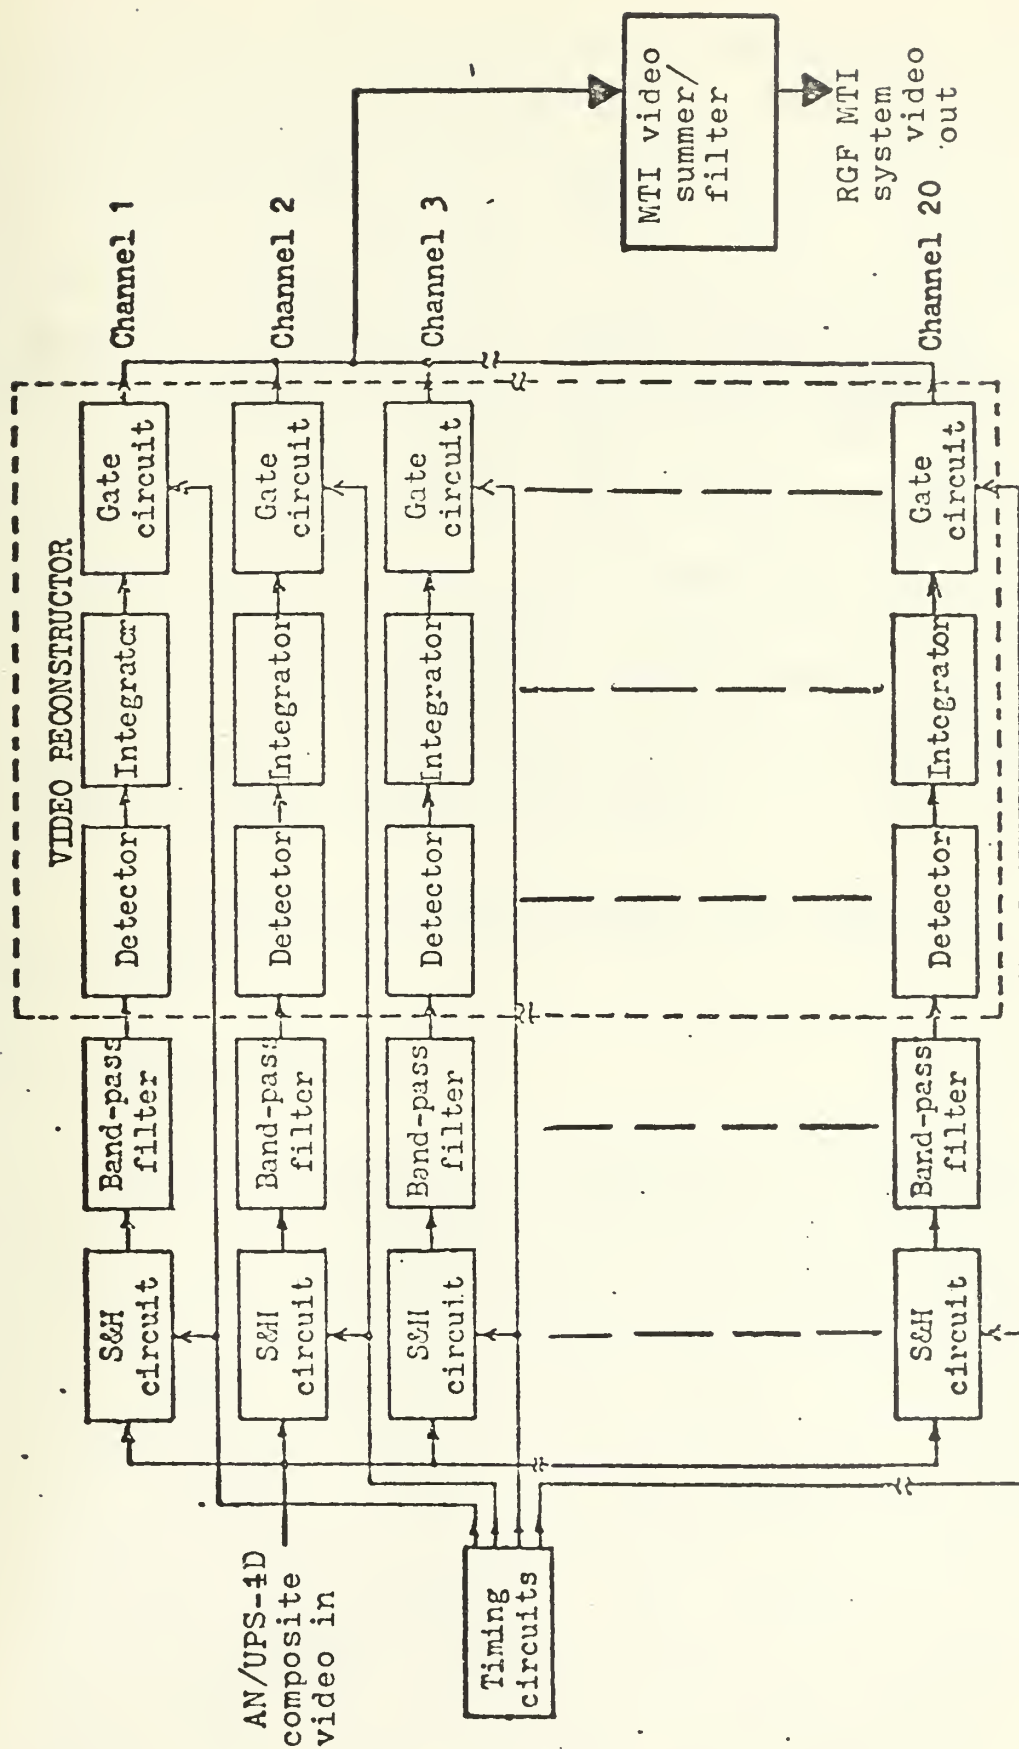 VIDEO RECONSTRUCTOR
S&H
circuit
Band-pass
filter
Detector
Integrator
Gate
circuit
Channel 1
S&H
circuit
Band-pass
filter
Detector
Integrator
Gate
circuit
Channel 2
S&H
circuit
Band-pass
filter
Detector
Integrator
Gate
circuit
Channel 3
AN/UPS-1D
composite
video in
Timing
circuits
MTI video
summer/
filter
RGF MTI
system
video
out
S&H
circuit
Band-pass
filter
Detector
Integrator
Gate
circuit
Channel 20